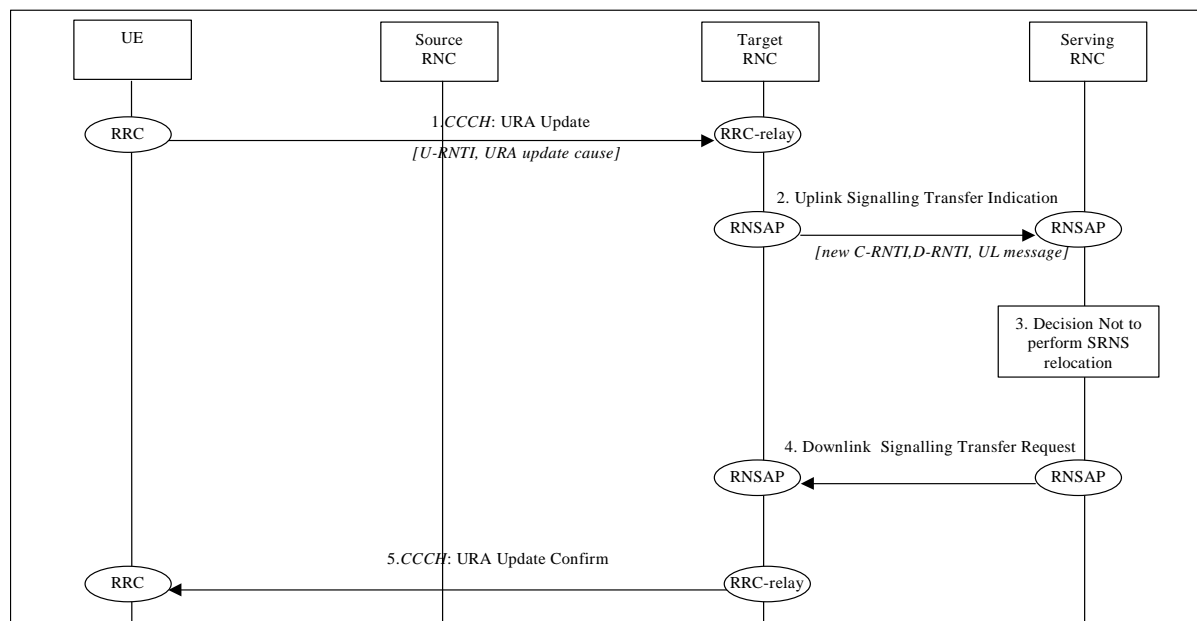 UE
Source
RNC
Target
RNC
Serving
RNC
1.CCCH: URA Update
RRC
RRC-relay
[U-RNTI, URA update cause]
2. Uplink Signalling Transfer Indication
RNSAP
RNSAP
[new C-RNTI,D-RNTI, UL message]
3. Decision Not to
perform SRNS
relocation
4. Downlink Signalling Transfer Request
RNSAP
RNSAP
5.CCCH: URA Update Confirm
RRC
RRC-relay